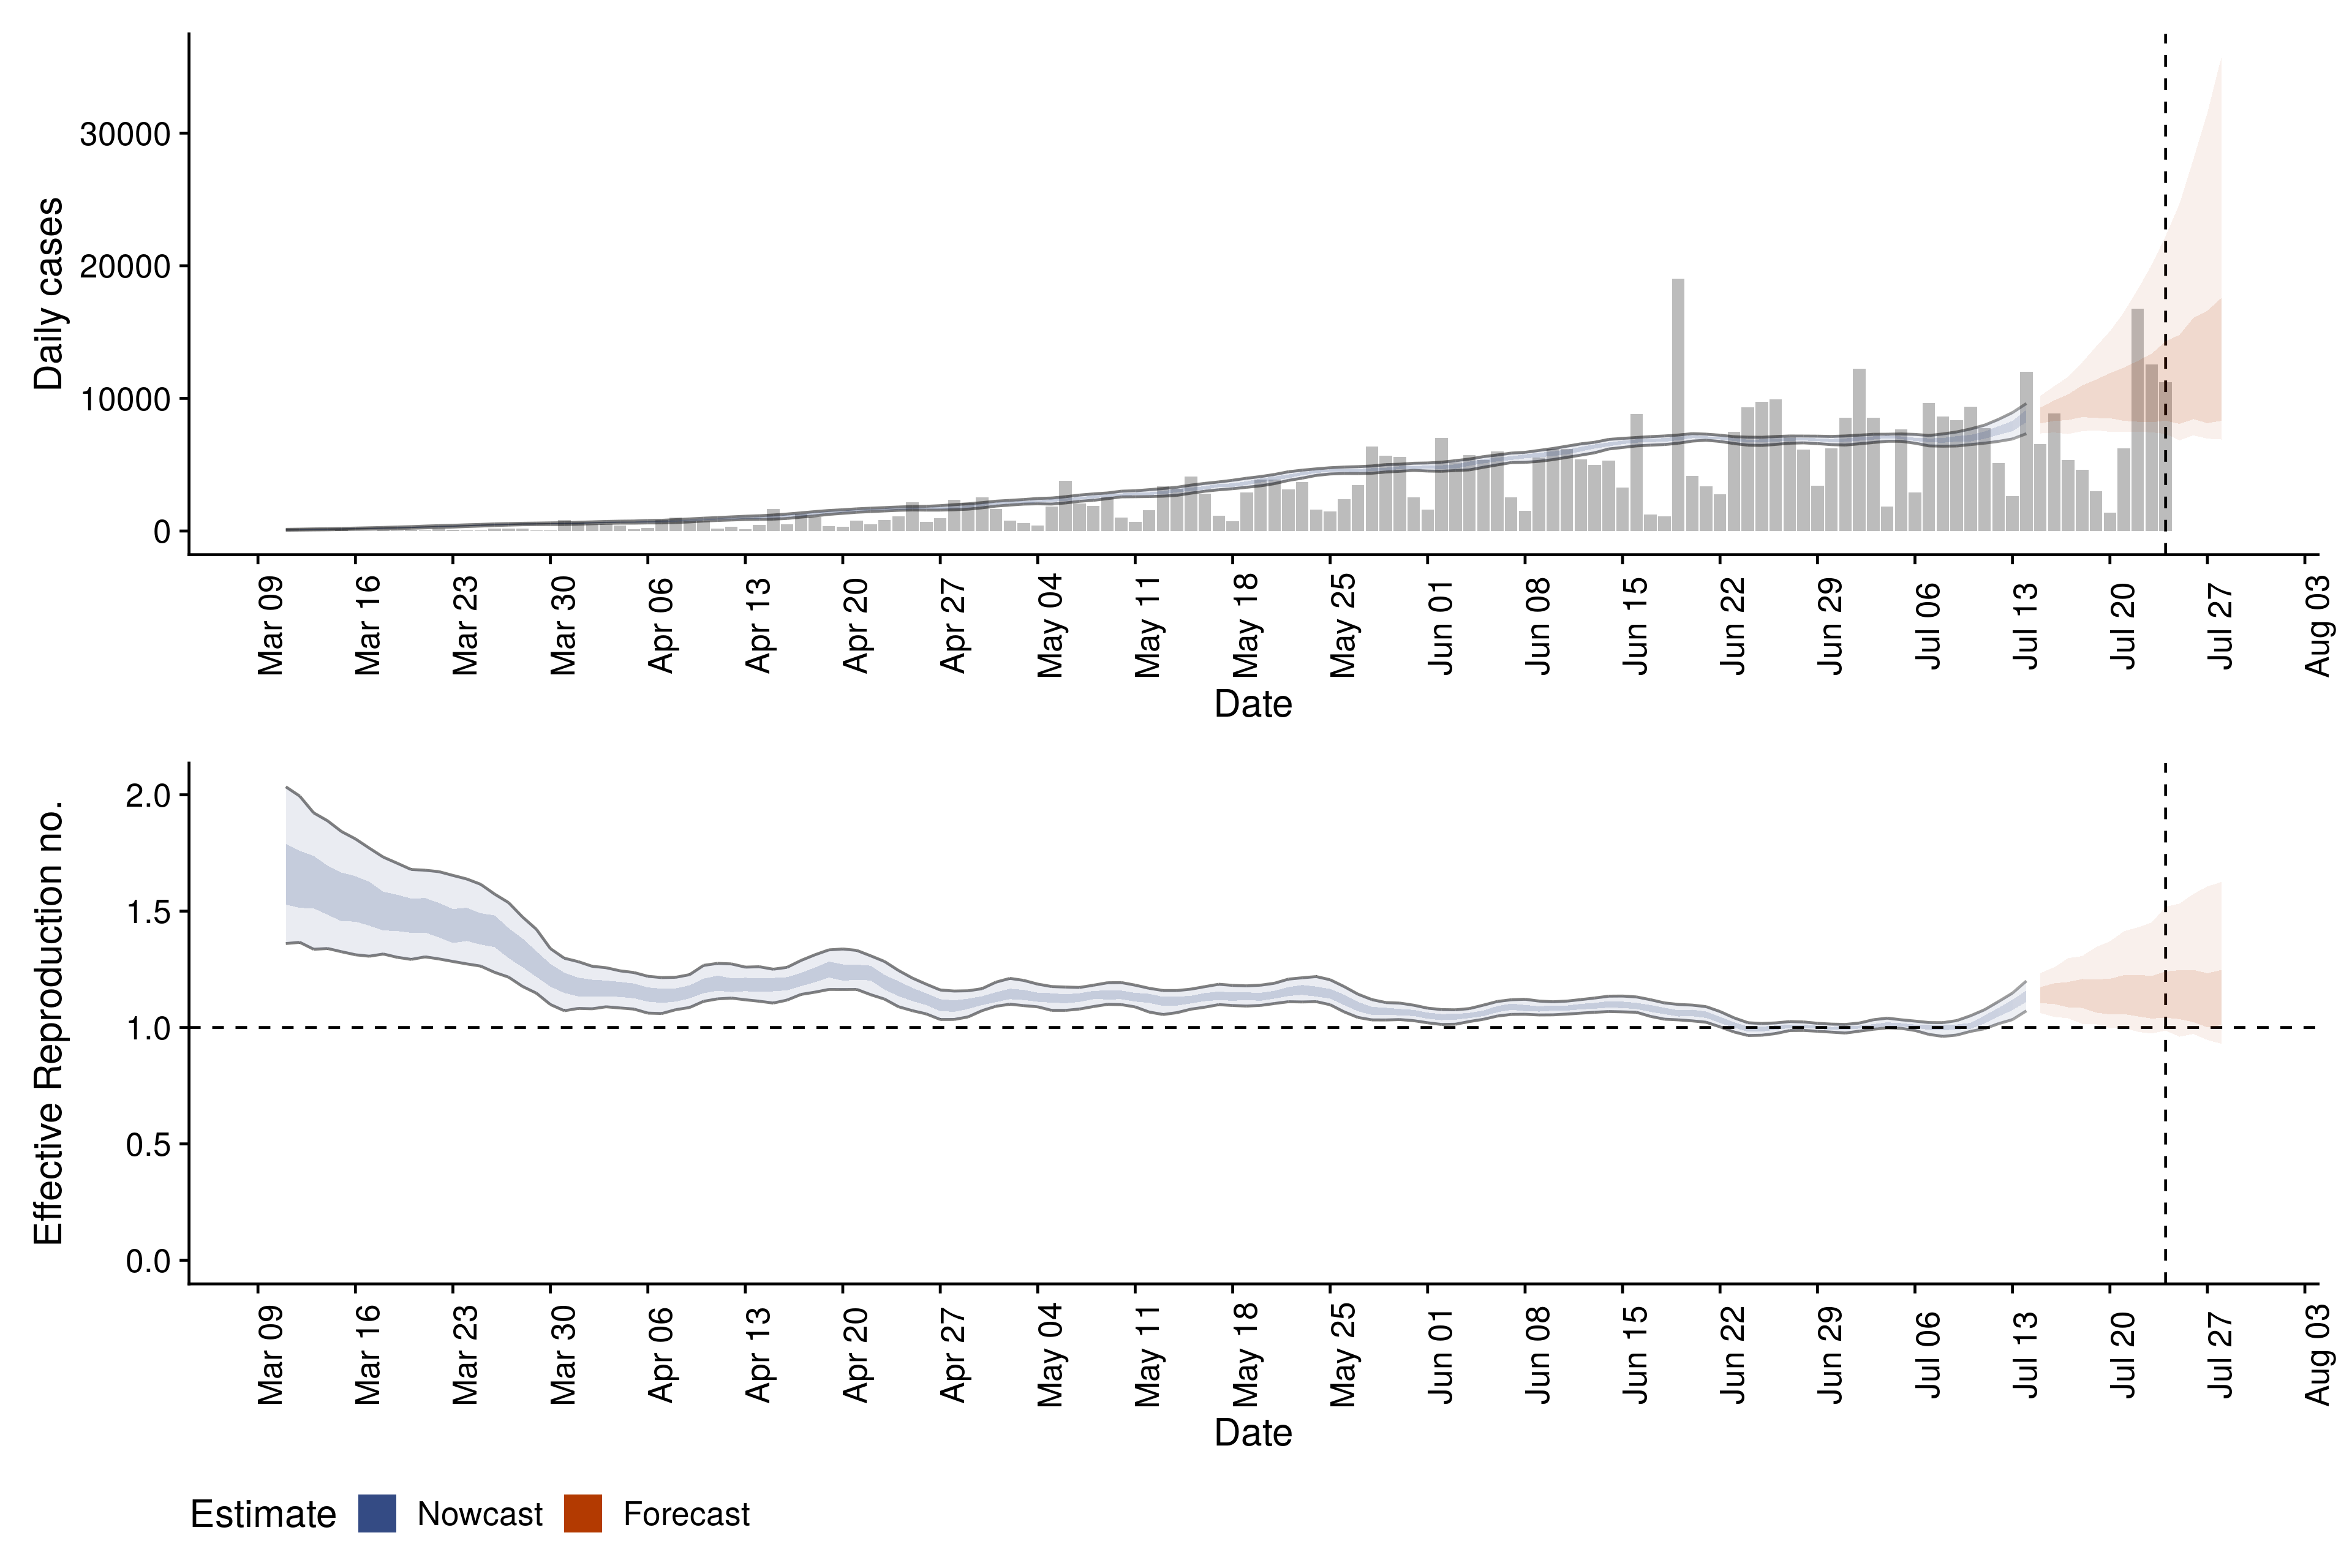 Daily cases
30000
20000
10000
0
Mar 09 Mar 16 Mar 23 Mar 30 Apr 06 Apr 13 Apr 20 Apr 27 May 04 May 11 May 18 May 25 Jun 01 Jun 08 Jun 15 Jun 22 Jun 29 Jul 06 Jul 13 Jul 20 Jul 27 Aug 03
Date
Effective Reproduction no.
2.0
1.5
1.0
0.5
0.0
Mar 09 Mar 16 Mar 23 Mar 30 Apr 06 Apr 13 Apr 20 Apr 27 May 04 May 11 May 18 May 25 Jun 01 Jun 08 Jun 15 Jun 22 Jun 29 Jul 06 Jul 13 Jul 20 Jul 27 Aug 03
Date
Estimate Nowcast Forecast